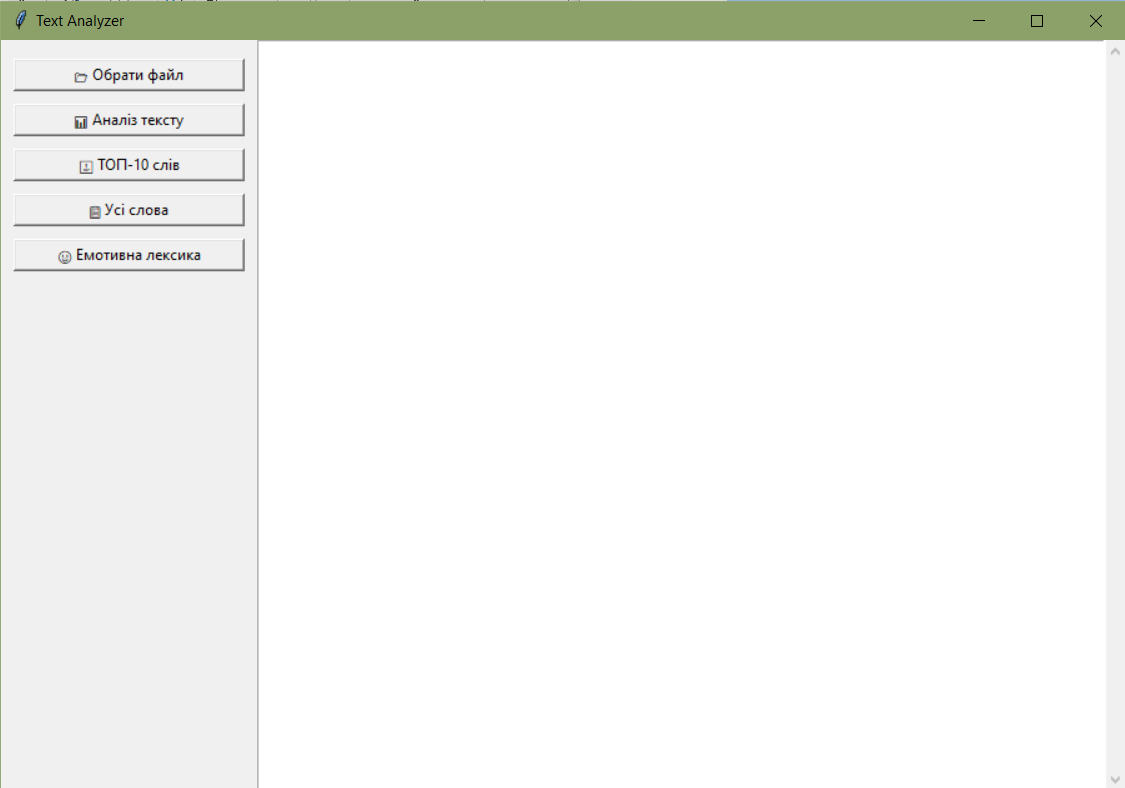 Text Analyzer
Обрати файл
Аналіз тексту
ТОП-10 слів
Усі слова
Емотивна лексика